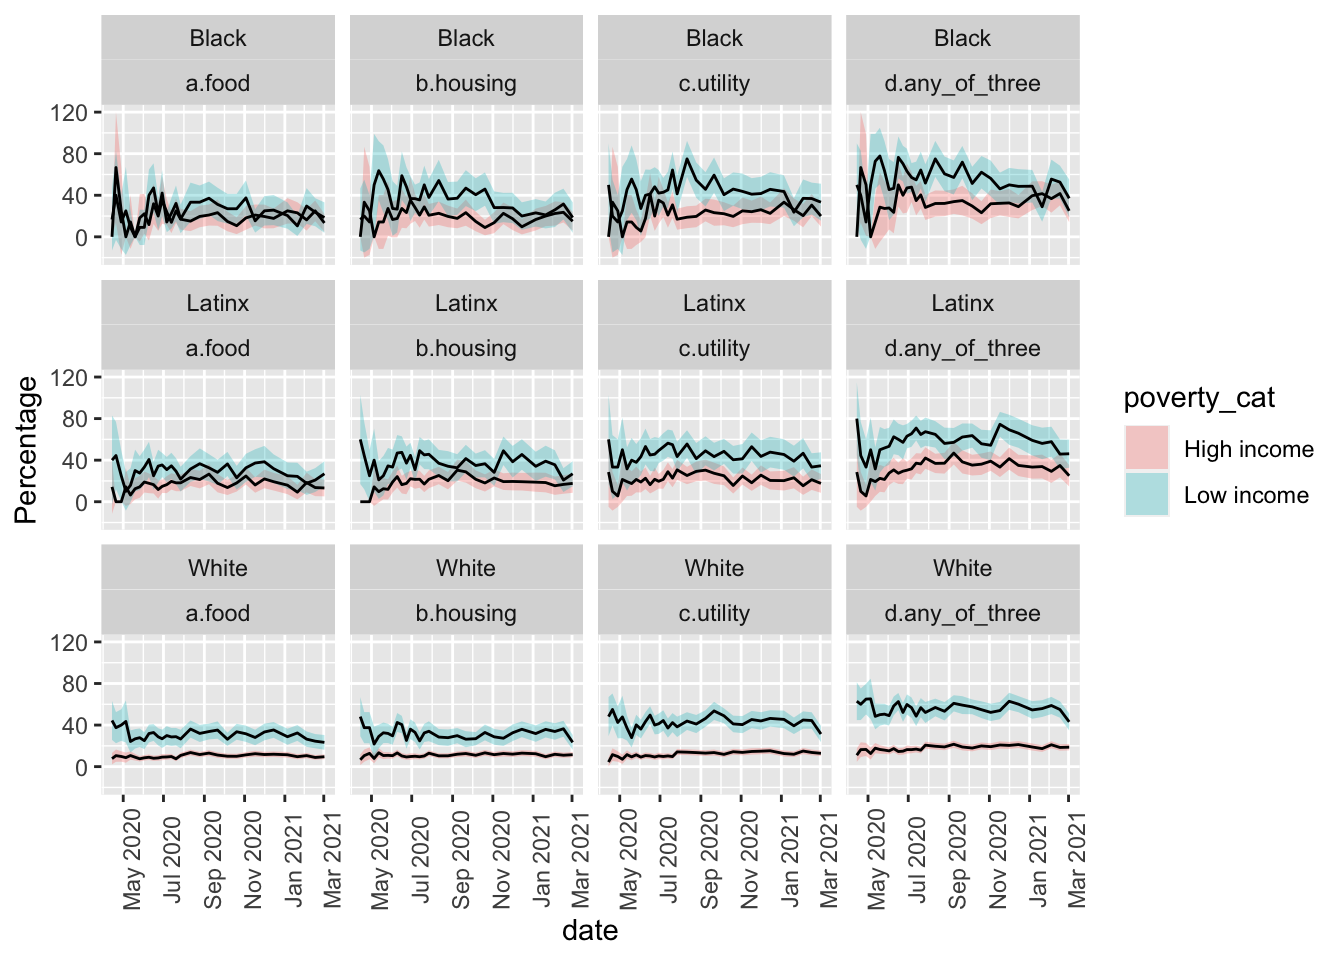 Black
Black
Black
Black
a.food
b.housing
c.utility
d.any_of_three
120
80
40
0
Latinx
Latinx
Latinx
Latinx
a.food
b.housing
c.utility
d.any_of_three
120
80
40
0
White
White
White
White
a.food
b.housing
c.utility
d.any_of_three
120
80
40
0
Percentage
May 2020
Jul 2020
Sep 2020
Nov 2020
Jan 2021
Mar 2021
May 2020
Jul 2020
Sep 2020
Nov 2020
Jan 2021
Mar 2021
May 2020
Jul 2020
Sep 2020
Nov 2020
Jan 2021
Mar 2021
May 2020
Jul 2020
Sep 2020
Nov 2020
Jan 2021
Mar 2021
date
poverty_cat
High income
Low income